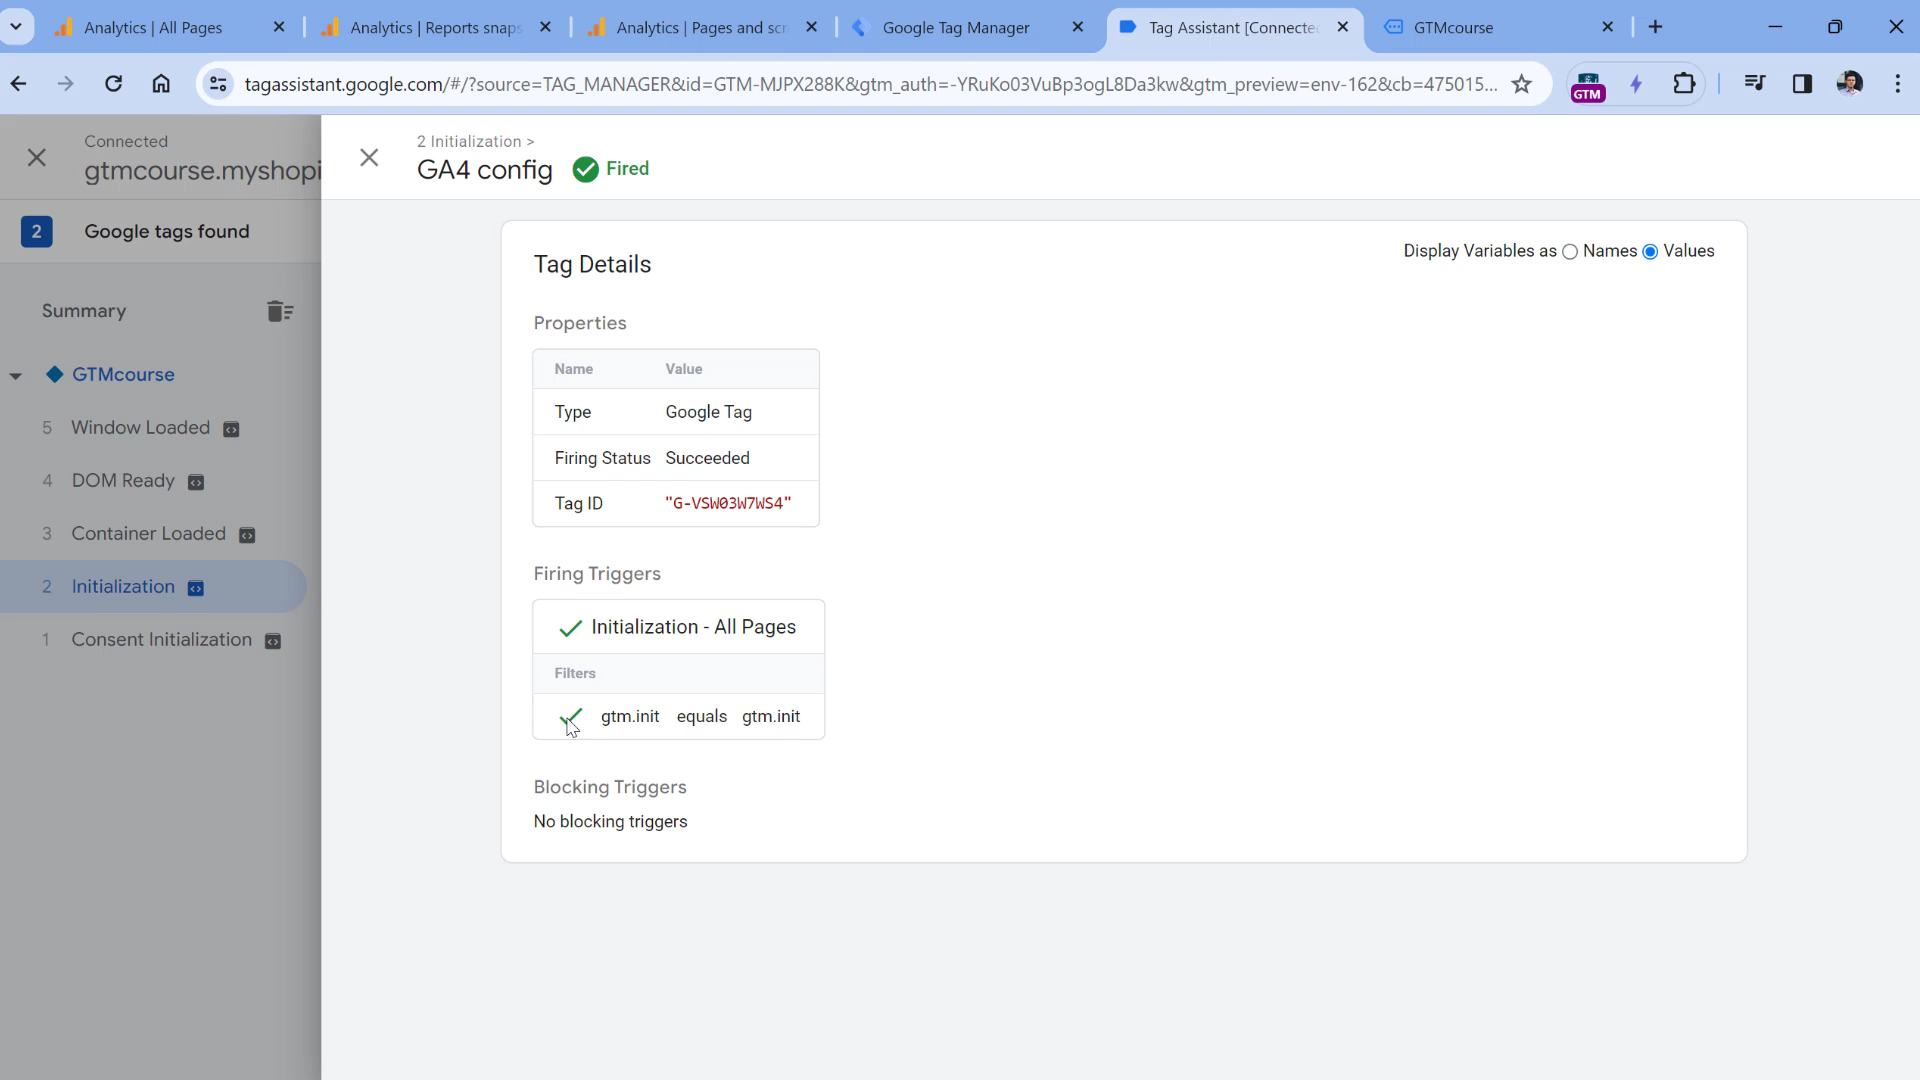 Analytics | All Pages
Analytics | Reports snaps
Analytics | Pages and scr
Google Tag Manager
Tag Assistant [Connected
GTMcourse
tagassistant.google.com/#/?source=TAG_MANAGER&id=GTM-MJPX288K&gtm_auth=-YRuKo03VuBp3ogL8Da3kw&gtm_preview=env-162&cb=475015...
GTM
Connected
gtmcourse.myshopi
2 Google tags found
Summary
GTMcourse
5 Window Loaded
4 DOM Ready
3 Container Loaded
2 Initialization
1 Consent Initialization
2 Initialization >
GA4 config Fired
Tag Details
Display Variables as Names Values
Properties
Name Value
Type Google Tag
Firing Status Succeeded
Tag ID "G-VSW03W7WS4"
Firing Triggers
Initialization - All Pages
Filters
gtm.init equals gtm.init
Blocking Triggers
No blocking triggers